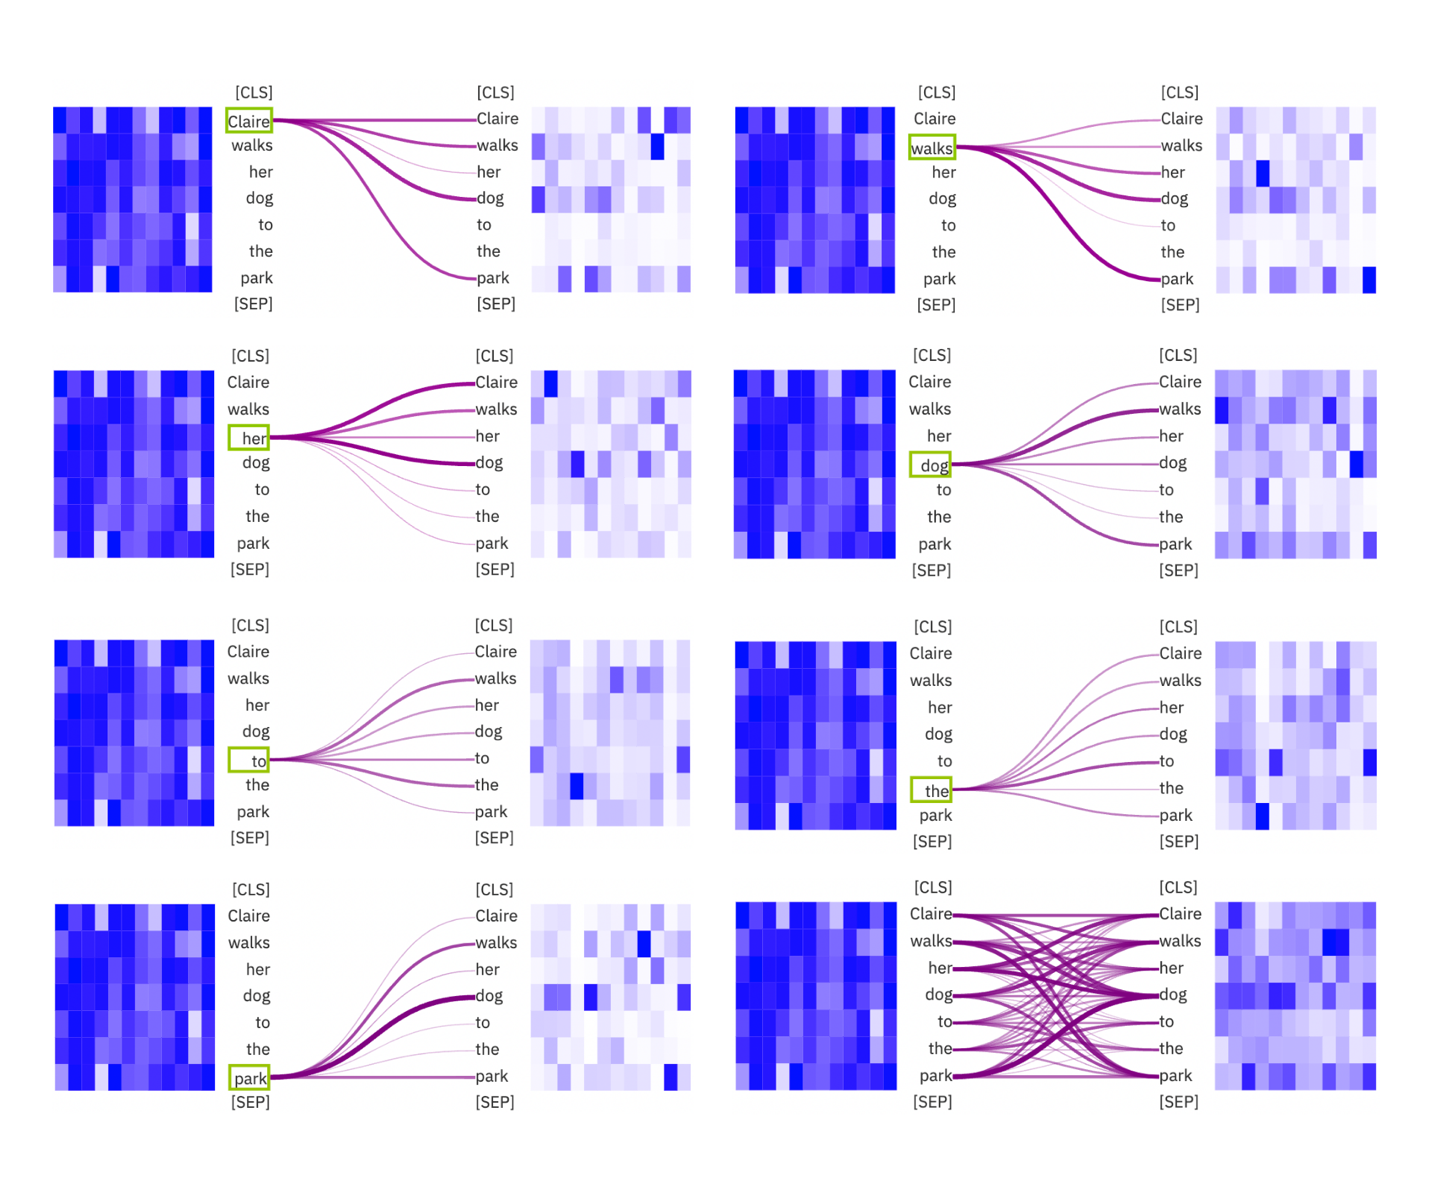 [CLS] [CLS] [CLS] [CLS]
Claire Claire Claire Claire
walks walks walks walks
her her her her
dog dog dog dog
to to to to
the the the the
park park park park
[SEP] [SEP] [SEP] [SEP]
[CLS] [CLS] [CLS] [CLS]
Claire Claire Claire Claire
walks walks walks walks
her her her her
dog dog dog dog
to to to to
the the the the
park park park park
[SEP] [SEP] [SEP] [SEP]
[CLS] [CLS] [CLS] [CLS]
Claire Claire Claire Claire
walks walks walks walks
her her her her
dog dog dog dog
to to to to
the the the the
park park park park
[SEP] [SEP] [SEP] [SEP]
[CLS] [CLS] [CLS] [CLS]
Claire Claire Claire Claire
walks walks walks walks
her her her her
dog dog dog dog
to to to to
the the the the
park park park park
[SEP] [SEP] [SEP] [SEP]